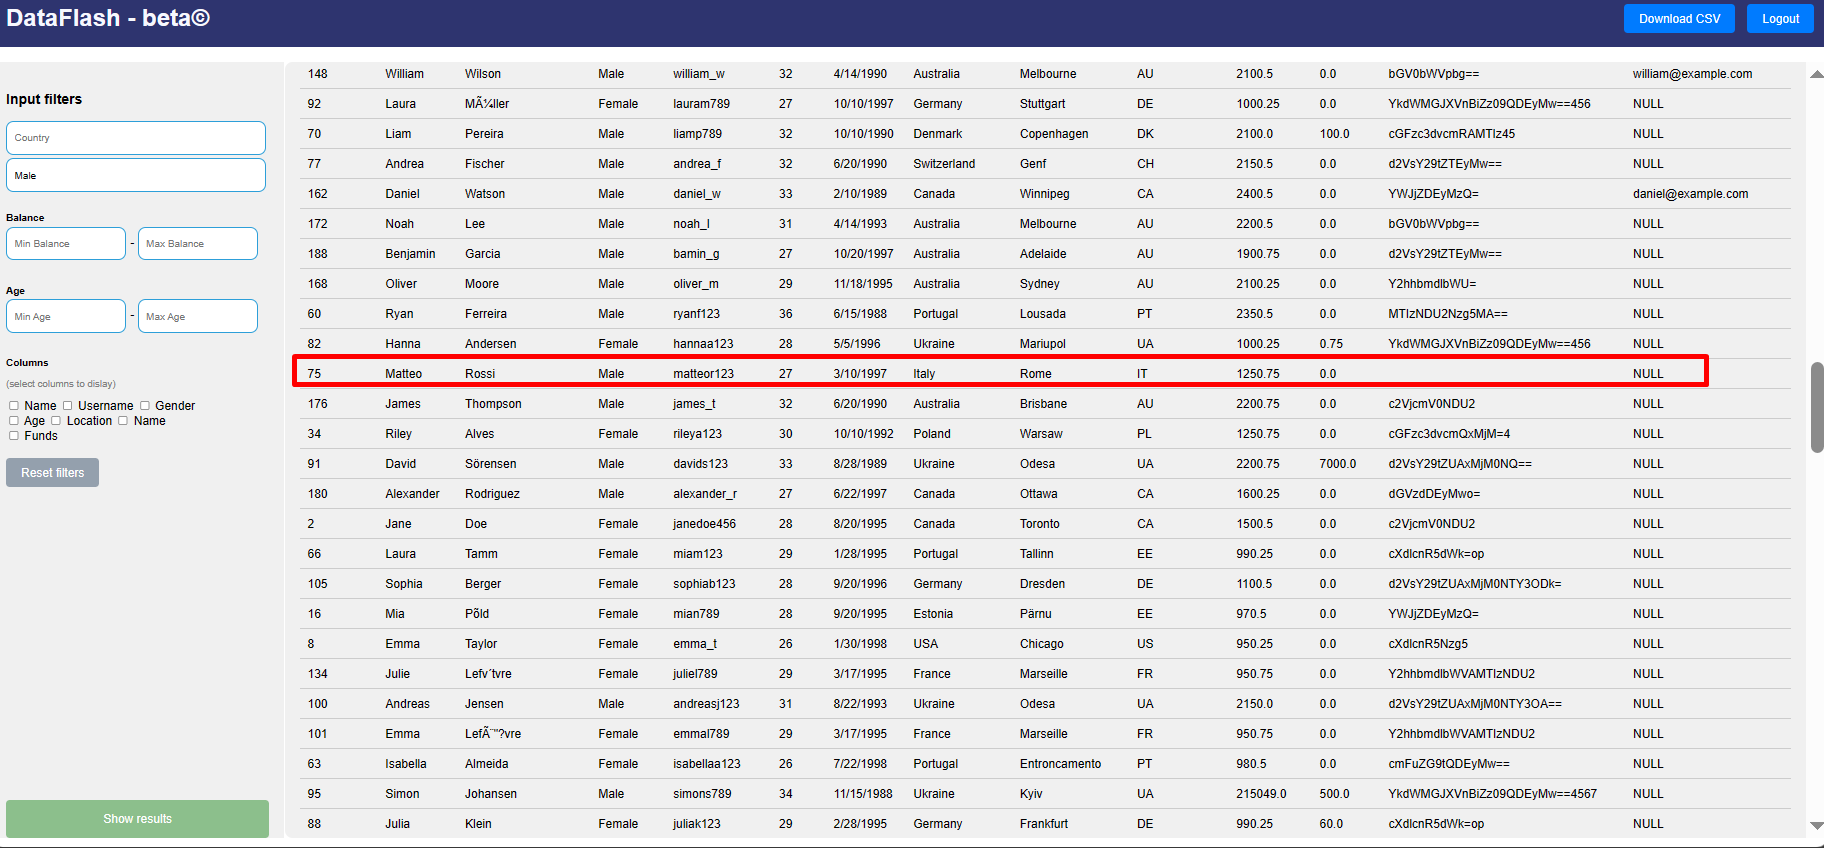 DataFlash - beta©
Download CSV Logout
Input filters
Country
Male
Balance
Min Balance - Max Balance
Age
Min Age - Max Age
Columns
(select columns to dislay)
Name Username Gender
Age Location Name
Funds
Reset filters
Show results
148 William Wilson Male william_w 32 4/14/1990 Australia Melbourne AU 2100.5 0.0 bGV0bWVpbg== william@example.com
92 Laura MÃ¼ller Female lauram789 27 10/10/1997 Germany Stuttgart DE 1000.25 0.0 YkdWMGJXVnBiZz09QDEyMw==456 NULL
70 Liam Pereira Male liamp789 32 10/10/1990 Denmark Copenhagen DK 2100.0 100.0 cGFzc3dvcmRAMTIz45 NULL
77 Andrea Fischer Male andrea_f 32 6/20/1990 Switzerland Genf CH 2150.5 0.0 d2VsY29tZTEyMw== NULL
162 Daniel Watson Male daniel_w 33 2/10/1989 Canada Winnipeg CA 2400.5 0.0 YWJjZDEyMzQ= daniel@example.com
172 Noah Lee Male noah_l 31 4/14/1993 Australia Melbourne AU 2200.5 0.0 bGV0bWVpbg== NULL
188 Benjamin Garcia Male bamin_g 27 10/20/1997 Australia Adelaide AU 1900.75 0.0 d2VsY29tZTEyMw== NULL
168 Oliver Moore Male oliver_m 29 11/18/1995 Australia Sydney AU 2100.25 0.0 Y2hhbmdlbWU= NULL
60 Ryan Ferreira Male ryanf123 36 6/15/1988 Portugal Lousada PT 2350.5 0.0 MTIzNDU2Nzg5MA== NULL
82 Hanna Andersen Female hannaa123 28 5/5/1996 Ukraine Mariupol UA 1000.25 0.75 YkdWMGJXVnBiZz09QDEyMw==456 NULL
75 Matteo Rossi Male matteor123 27 3/10/1997 Italy Rome IT 1250.75 0.0 NULL
176 James Thompson Male james_t 32 6/20/1990 Australia Brisbane AU 2200.75 0.0 c2VjcmV0NDU2 NULL
34 Riley Alves Female rileya123 30 10/10/1992 Poland Warsaw PL 1250.75 0.0 cGFzc3dvcmQxMjM=4 NULL
91 David Sörensen Male davids123 33 8/28/1989 Ukraine Odesa UA 2200.75 7000.0 d2VsY29tZUAxMjM0NQ== NULL
180 Alexander Rodriguez Male alexander_r 27 6/22/1997 Canada Ottawa CA 1600.25 0.0 dGVzdDEyMwo= NULL
2 Jane Doe Female janedoe456 28 8/20/1995 Canada Toronto CA 1500.5 0.0 c2VjcmV0NDU2 NULL
66 Laura Tamm Female miam123 29 1/28/1995 Portugal Tallinn EE 990.25 0.0 cXdlcnR5dWk=op NULL
105 Sophia Berger Female sophiab123 28 9/20/1996 Germany Dresden DE 1100.5 0.0 d2VsY29tZUAxMjM0NTY3ODk= NULL
16 Mia Põld Female mian789 28 9/20/1995 Estonia Pärnu EE 970.5 0.0 YWJjZDEyMzQ= NULL
8 Emma Taylor Female emma_t 26 1/30/1998 USA Chicago US 950.25 0.0 cXdlcnR5Nzg5 NULL
134 Julie Lefv´tvre Female juliel789 29 3/17/1995 France Marseille FR 950.75 0.0 Y2hhbmdlbWVAMTIzNDU2 NULL
100 Andreas Jensen Male andreasj123 31 8/22/1993 Ukraine Odesa UA 2150.0 0.0 d2VsY29tZUAxMjM0NTY3OA== NULL
101 Emma LefÃ¨"?vre Female emmal789 29 3/17/1995 France Marseille FR 950.75 0.0 Y2hhbmdlbWVAMTIzNDU2 NULL
63 Isabella Almeida Female isabellaa123 26 7/22/1998 Portugal Entroncamento PT 980.5 0.0 cmFuZG9tQDEyMw== NULL
95 Simon Johansen Male simons789 34 11/15/1988 Ukraine Kyiv UA 215049.0 500.0 YkdWMGJXVnBiZz09QDEyMw==4567 NULL
88 Julia Klein Female juliak123 29 2/28/1995 Germany Frankfurt DE 990.25 60.0 cXdlcnR5dWk=op NULL